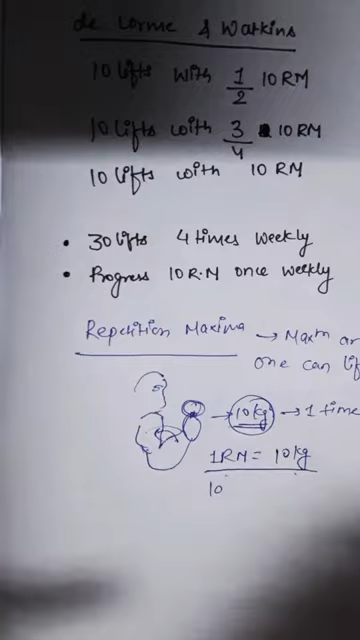 de Lorme & Watkins
10 lifts with 1/2 10 RM
10 lifts with 3/4 10 RM
10 lifts with 10 RM
• 30 lifts 4 times weekly
• Progress 10 R.M once weekly
Repetition Maxima → Maxm
one can
→ 10kg → 1 time
1RM = 10kg
10